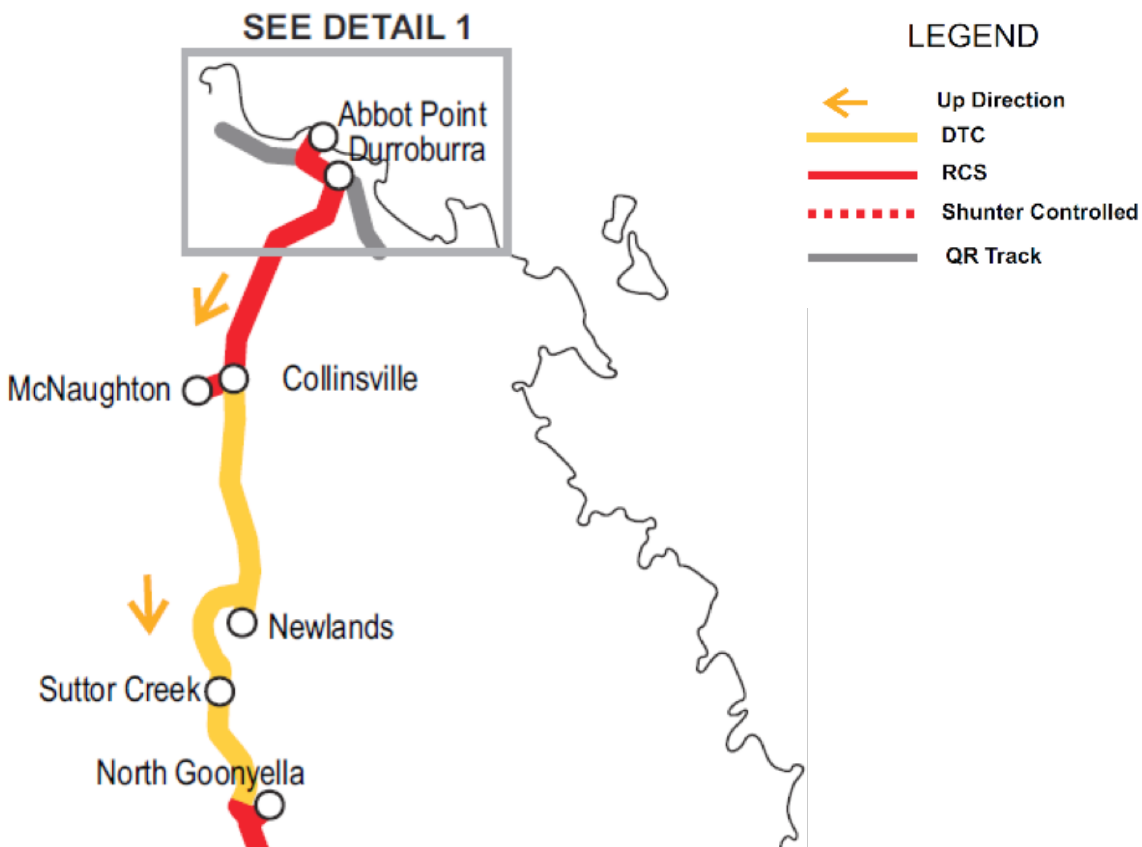 SEE DETAIL 1
Abbot Point
Durroburra
McNaughton
Collinsville
Newlands
Suttor Creek
North Goonyella
LEGEND
Up Direction
DTC
RCS
Shunter Controlled
QR Track